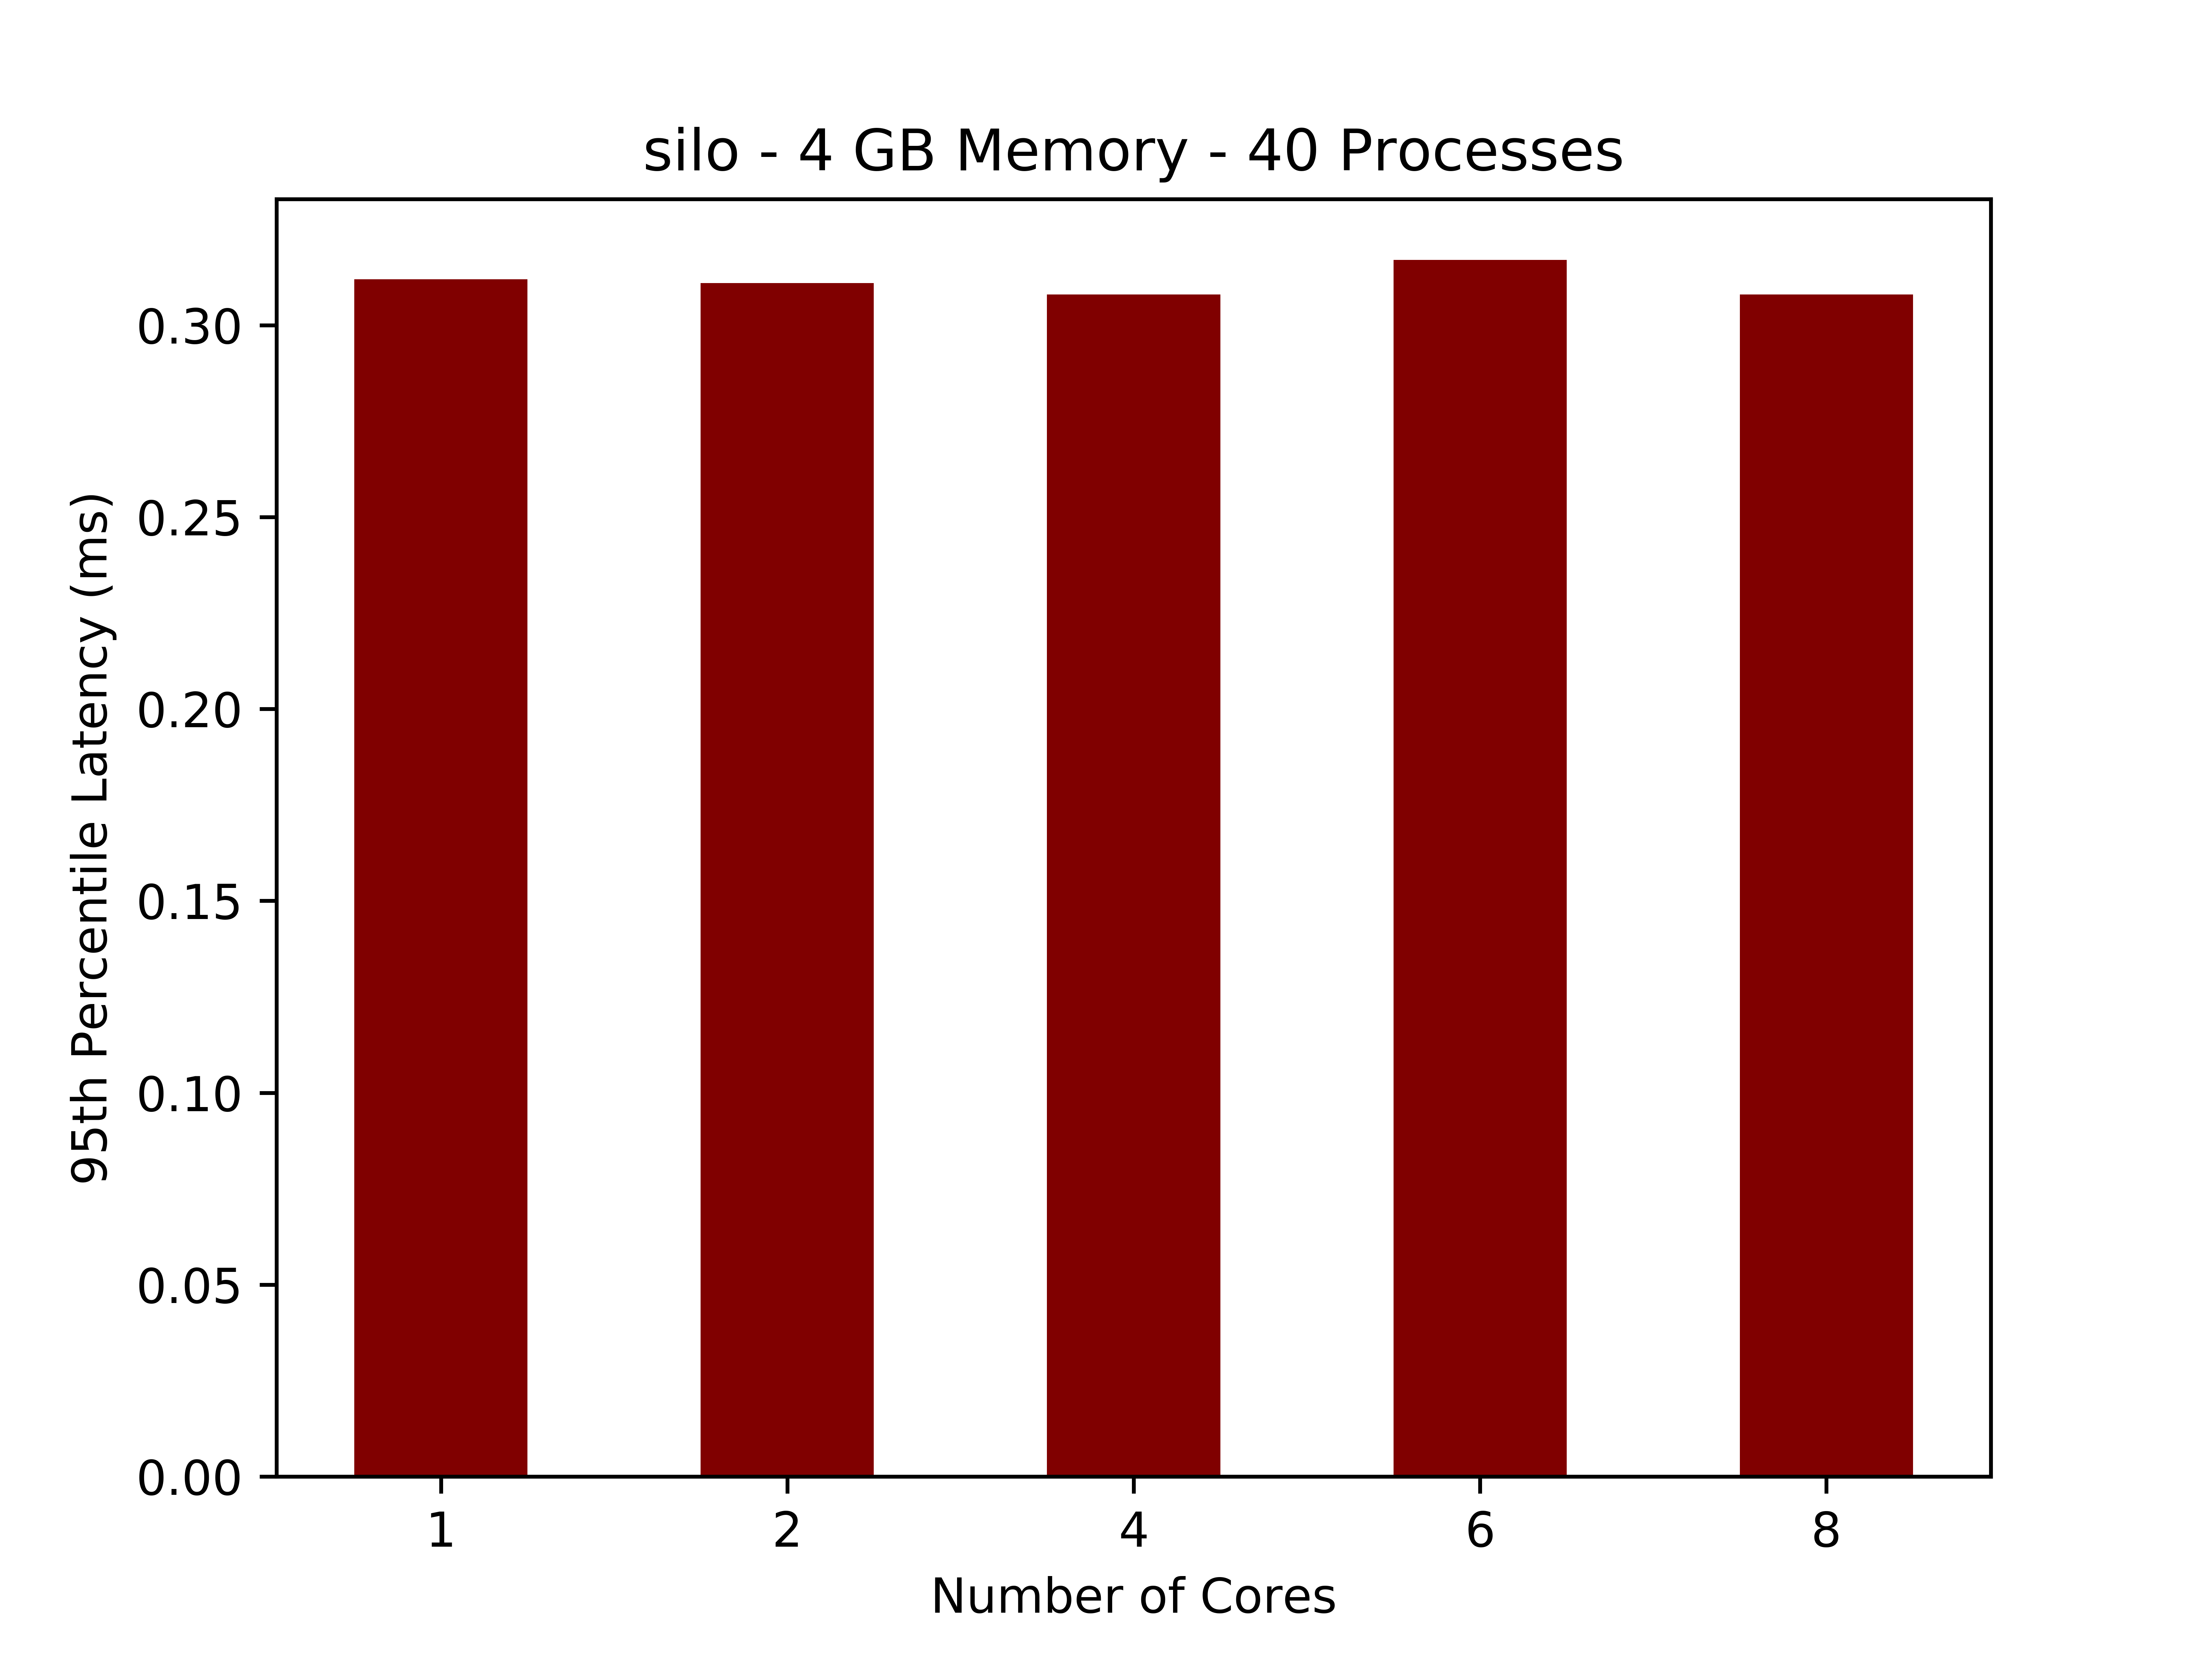 silo - 4 GB Memory - 40 Processes
95th Percentile Latency (ms)
0.30
0.25
0.20
0.15
0.10
0.05
0.00
1 2 4 6 8
Number of Cores